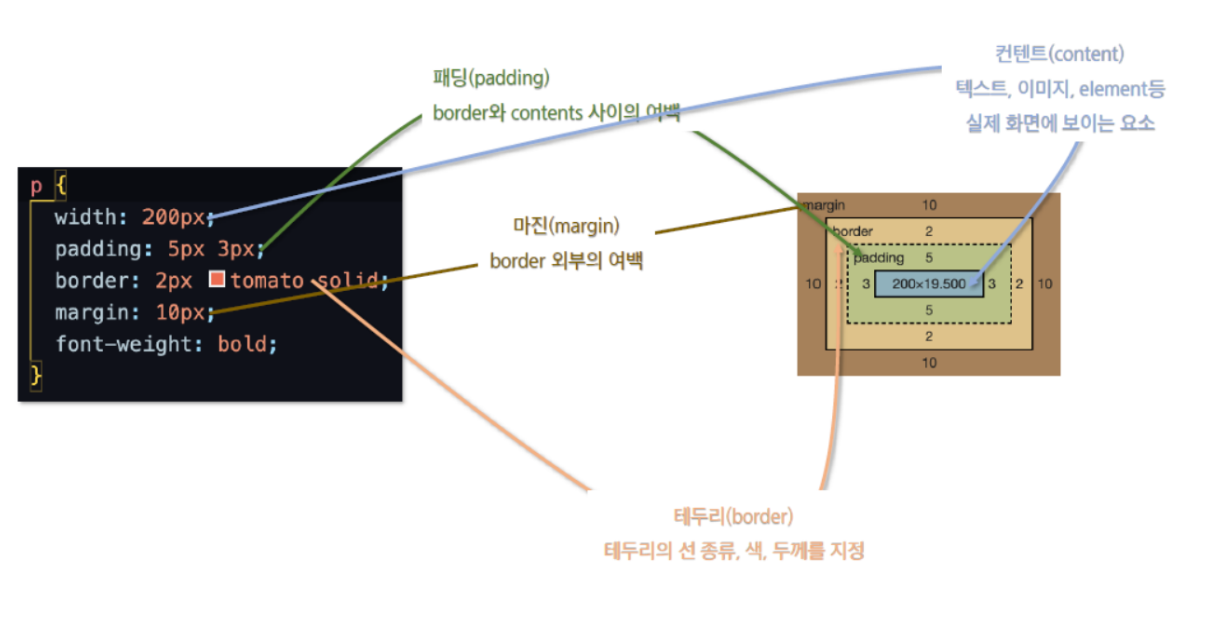 컨텐트(content)
텍스트, 이미지, element등
실제 화면에 보이는 요소
패딩(padding)
border와 contents 사이의 여백
p {
width: 200px;
padding: 5px 3px;
border: 2px tomato solid;
margin: 10px;
font-weight: bold;
}
마진(margin)
border 외부의 여백
margin 10
border 2
padding 5
10 2 3 200×19.500 3 2 10
5
2
10
테두리(border)
테두리의 선 종류, 색, 두께를 지정